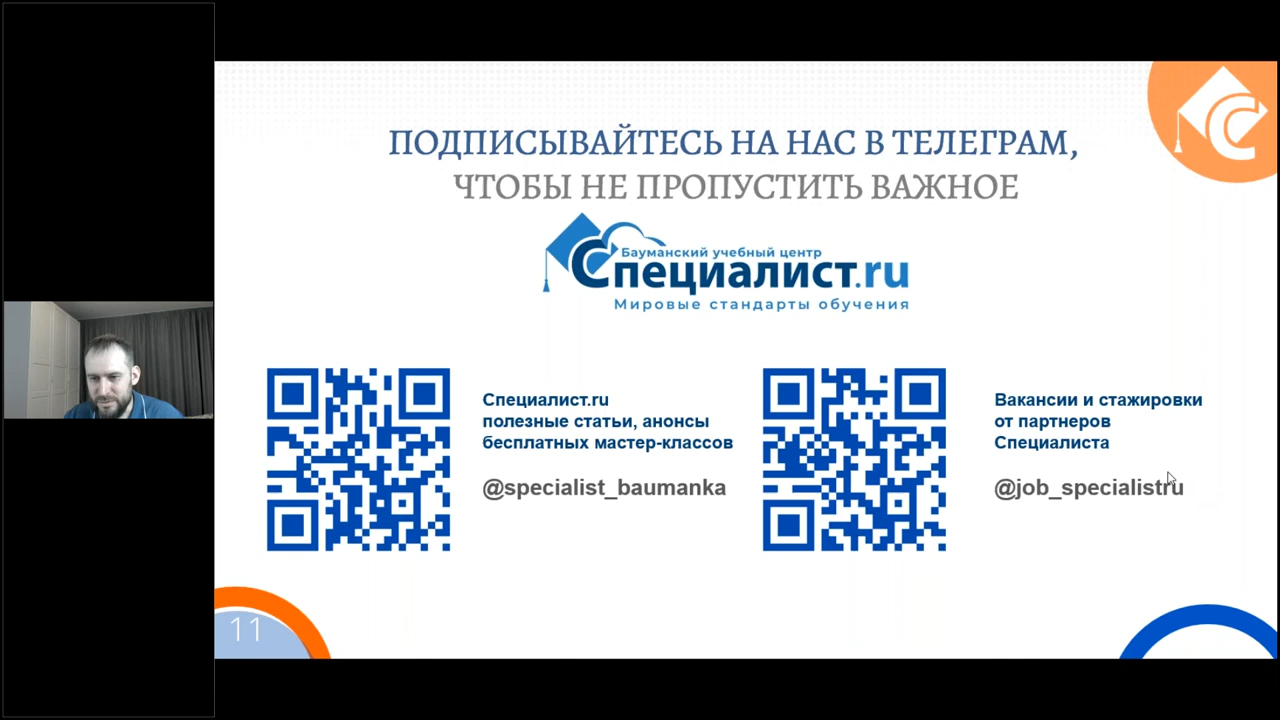 ПОДПИСЫВАЙТЕСЬ НА НАС В ТЕЛЕГРАМ,
ЧТОБЫ НЕ ПРОПУСТИТЬ ВАЖНОЕ
Бауманский учебный центр
Специалист.ru
Мировые стандарты обучения
Специалист.ru
полезные статьи, анонсы
бесплатных мастер-классов
@specialist_baumanka
Вакансии и стажировки
от партнеров
Специалиста
@job_specialistru
11